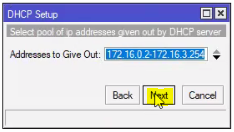 DHCP Setup
Select pool of ip addresses given out by DHCP server
Addresses to Give Out: 172.16.0.2-172.16.3.254
Back Next Cancel